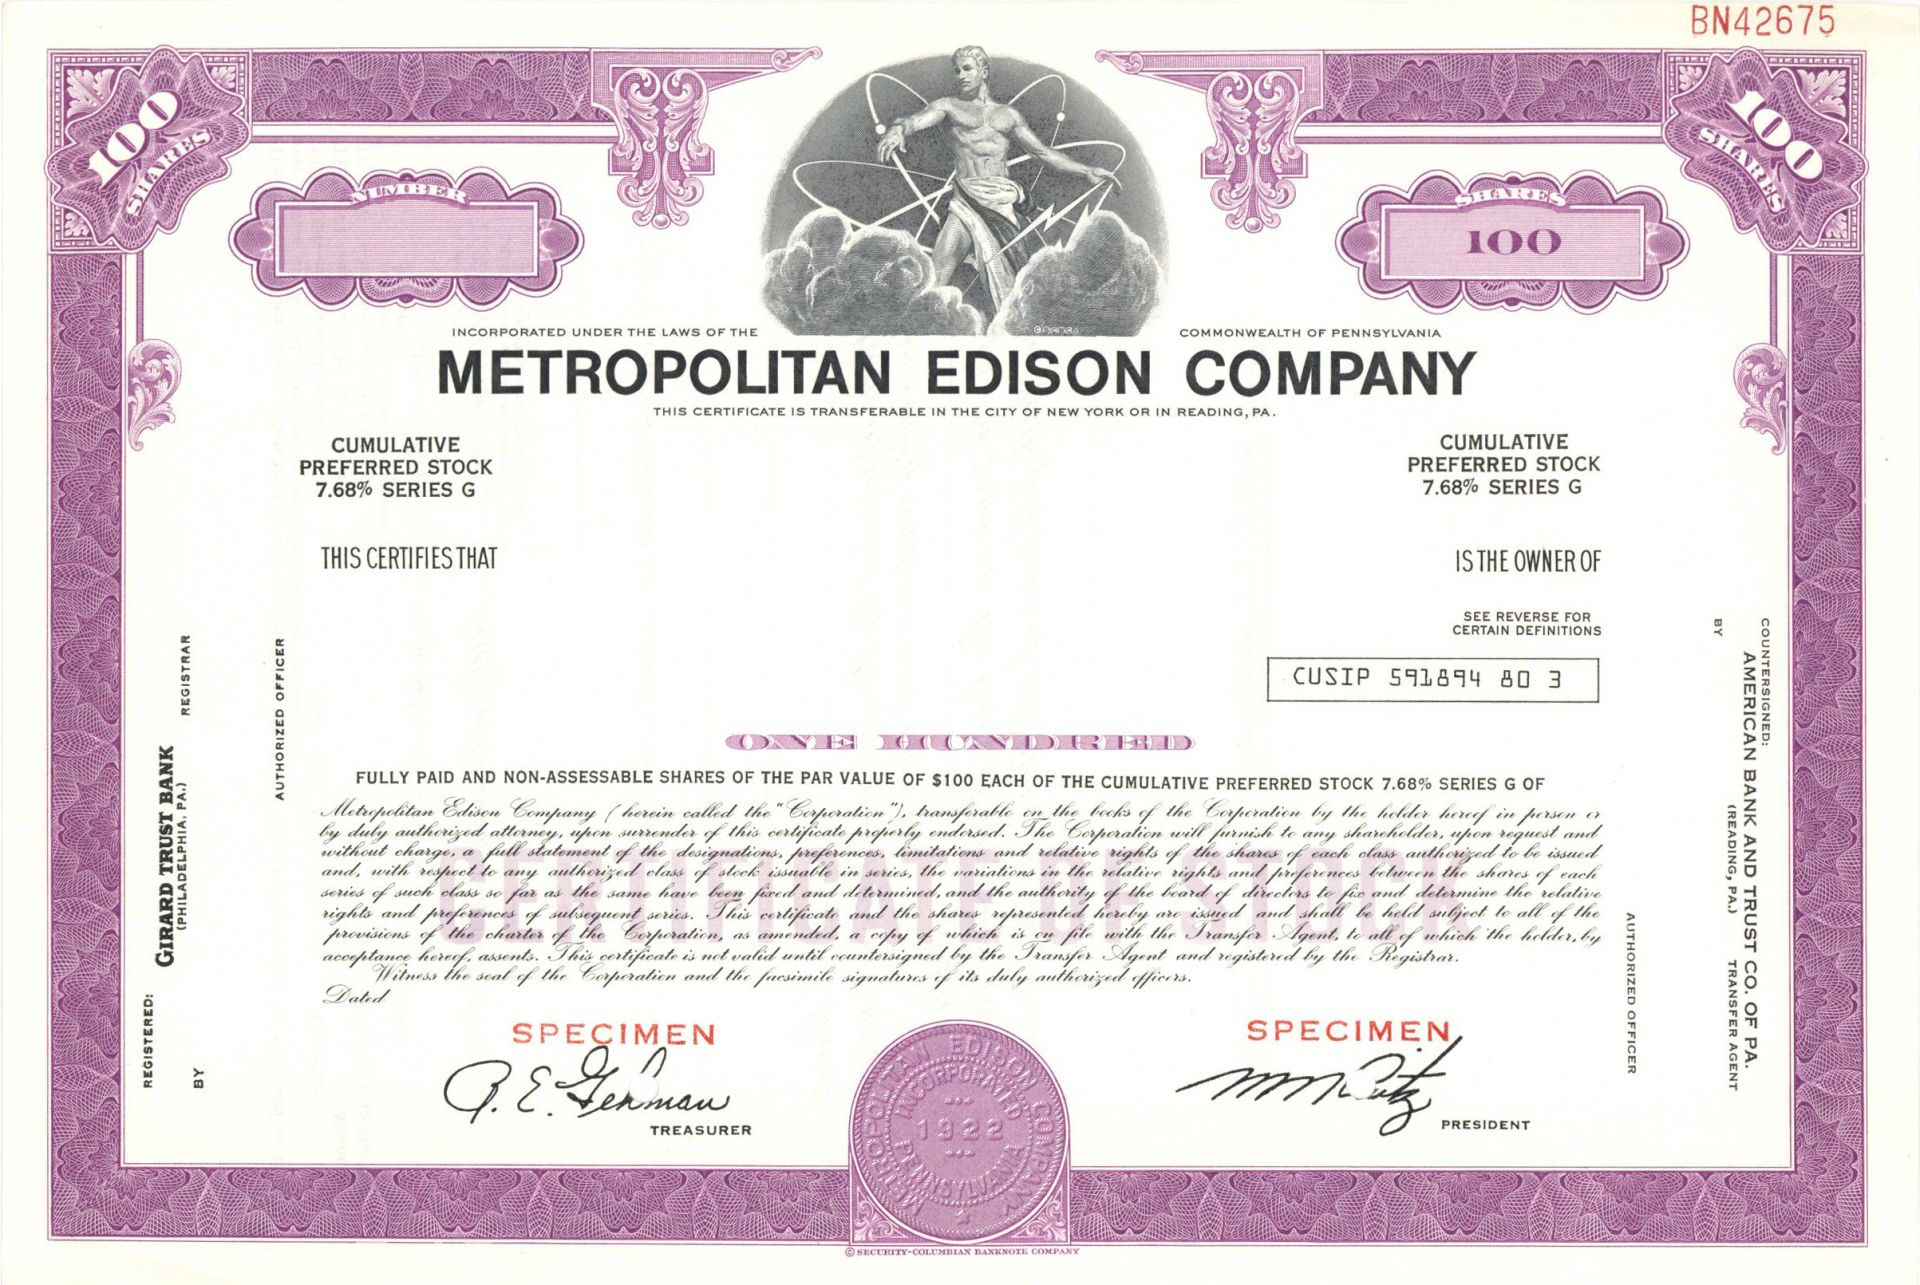 BN42675
100
SHARES
100
SHARES
NUMBER
SHARES
100
INCORPORATED UNDER THE LAWS OF THE
COMMONWEALTH OF PENNSYLVANIA
METROPOLITAN EDISON COMPANY
THIS CERTIFICATE IS TRANSFERABLE IN THE CITY OF NEW YORK OR IN READING, PA.
CUMULATIVE
PREFERRED STOCK
7.68% SERIES G
CUMULATIVE
PREFERRED STOCK
7.68% SERIES G
THIS CERTIFIES THAT
IS THE OWNER OF
SEE REVERSE FOR
CERTAIN DEFINITIONS
CUSIP 591894 80 3
ONE HUNDRED
FULLY PAID AND NON-ASSESSABLE SHARES OF THE PAR VALUE OF $100 EACH OF THE CUMULATIVE PREFERRED STOCK 7.68% SERIES G OF
Metropolitan Edison Company (herein called the "Corporation"), transferable on the books of the Corporation by the holder hereof in person or
by duly authorized attorney, upon surrender of this certificate properly endorsed. The Corporation will furnish to any shareholder, upon request and
without charge, a full statement of the designations, preferences, limitations and relative rights of the shares of each class authorized to be issued
and, with respect to any authorized class of stock issuable in series, the variations in the relative rights and preferences between the shares of each
series of such class so far as the same have been fixed and determined, and the authority of the board of directors to fix and determine the relative
rights and preferences of subsequent series. This certificate and the shares represented hereby are issued and shall be held subject to all of the
provisions of the charter of the Corporation, as amended, a copy of which is on file with the Transfer Agent, to all of which the holder, by
acceptance hereof, assents. This certificate is not valid until countersigned by the Transfer Agent and registered by the Registrar.
Witness the seal of the Corporation and the facsimile signatures of its duly authorized officers.
Dated
CERTIFICATE OF STOCK
SPECIMEN
SPECIMEN
TREASURER
PRESIDENT
METROPOLITAN EDISON COMPANY
INCORPORATED
1922
PENNSYLVANIA
REGISTERED:
GIRARD TRUST BANK
(PHILADELPHIA, PA.)
REGISTRAR
BY
AUTHORIZED OFFICER
COUNTERSIGNED:
AMERICAN BANK AND TRUST CO. OF PA.
(READING, PA.)
TRANSFER AGENT
BY
AUTHORIZED OFFICER
© SECURITY-COLUMBIAN BANKNOTE COMPANY